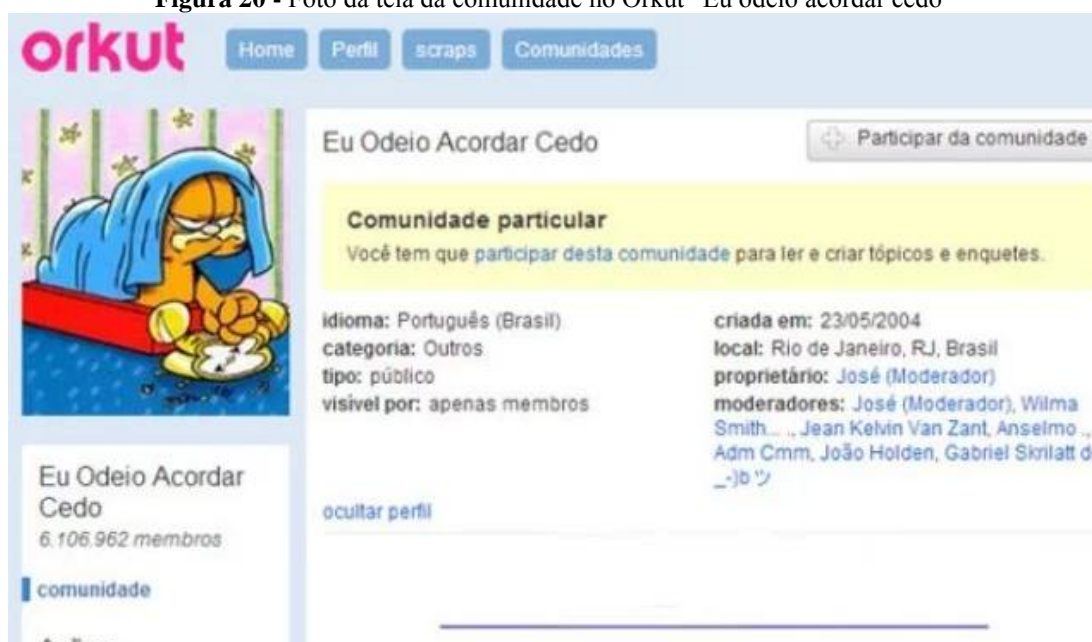 Figura 20 - Foto da tela da comunidade no Orkut "Eu odeio acordar cedo"
orkut
Home Perfil scraps Comunidades
Eu Odeio Acordar Cedo
Participar da comunidade
Comunidade particular
Você tem que participar desta comunidade para ler e criar tópicos e enquetes.
idioma: Português (Brasil)
categoria: Outros
tipo: público
visível por: apenas membros
criada em: 23/05/2004
local: Rio de Janeiro, RJ, Brasil
proprietário: José (Moderador)
moderadores: José (Moderador), Wilma
Smith... ., Jean Kelvin Van Zant, Anselmo .,
Adm Cmm, João Holden, Gabriel Skrilatt d
_-)b ツ
ocultar perfil
Eu Odeio Acordar
Cedo
6.106.962 membros
comunidade